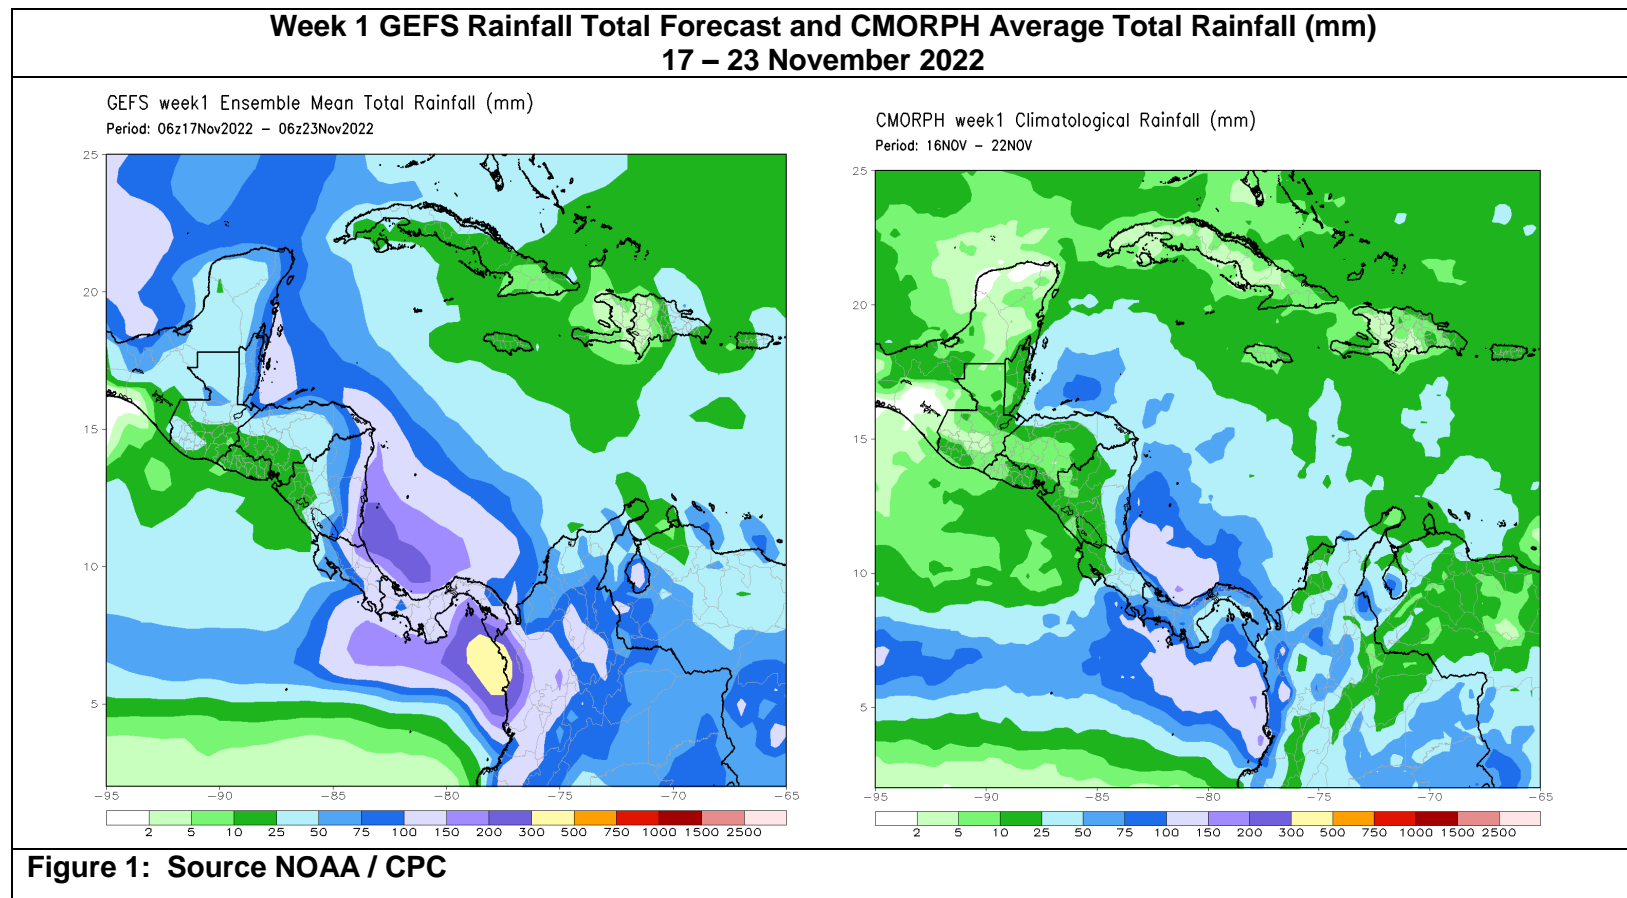 Week 1 GEFS Rainfall Total Forecast and CMORPH Average Total Rainfall (mm)
17 – 23 November 2022
GEFS week1 Ensemble Mean Total Rainfall (mm)
Period: 06z17Nov2022 – 06z23Nov2022
25
20
15
10
5
-95 -90 -85 -80 -75 -70 -65
2 5 10 25 50 75 100 150 200 300 500 750 1000 1500 2500
CMORPH week1 Climatological Rainfall (mm)
Period: 16NOV – 22NOV
25
20
15
10
5
-95 -90 -85 -80 -75 -70 -65
2 5 10 25 50 75 100 150 200 300 500 750 1000 1500 2500
Figure 1: Source NOAA / CPC